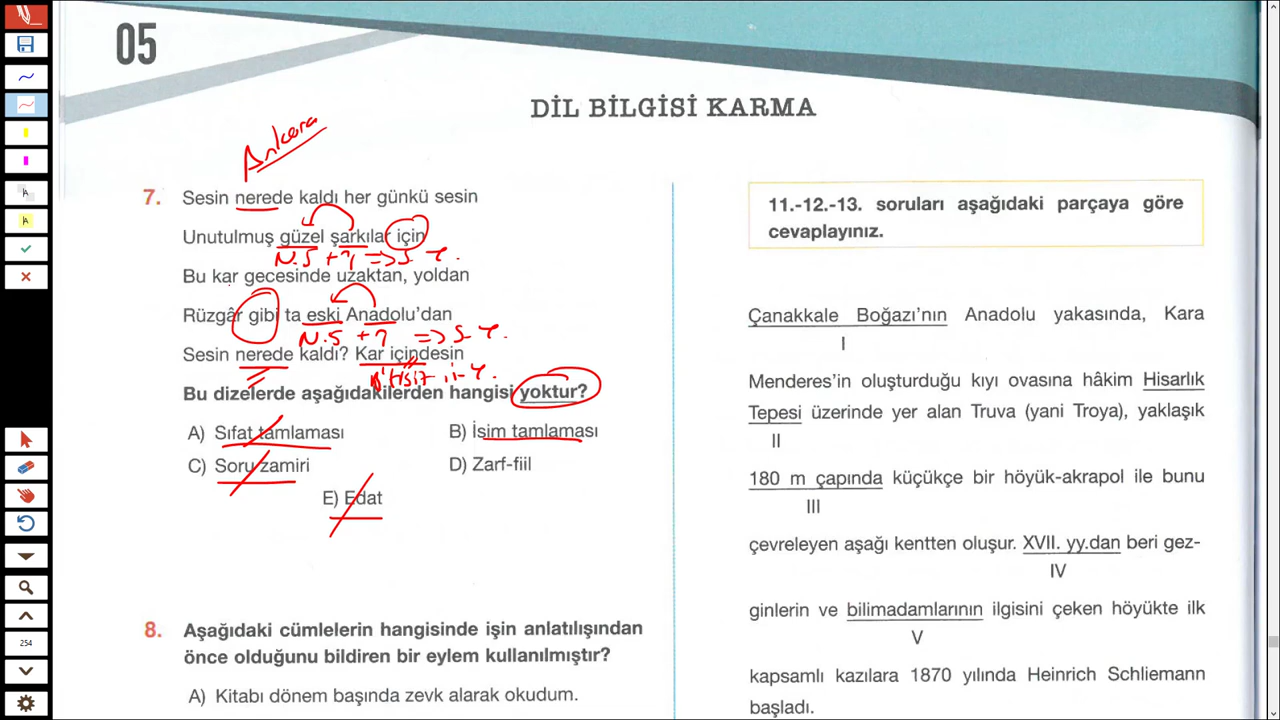 05
DİL BİLGİSİ KARMA
Ankara
7. Sesin nerede kaldı her günkü sesin
Unutulmuş güzel şarkılar için
N.S + 7 => S T.
Bu kar gecesinde uzaktan, yoldan
Rüzgâr gibi ta eski Anadolu'dan
N.S + 7 => S T.
Sesin nerede kaldı? Kar içindesin
Bu dizelerde aşağıdakilerden hangisi yoktur?
A) Sıfat tamlaması
B) İsim tamlaması
C) Soru zamiri
D) Zarf-fiil
E) Edat
8. Aşağıdaki cümlelerin hangisinde işin anlatılışından
önce olduğunu bildiren bir eylem kullanılmıştır?
A) Kitabı dönem başında zevk alarak okudum.
11.-12.-13. soruları aşağıdaki parçaya göre
cevaplayınız.
Çanakkale Boğazı'nın Anadolu yakasında, Kara
I
Menderes'in oluşturduğu kıyı ovasına hâkim Hisarlık
Tepesi üzerinde yer alan Truva (yani Troya), yaklaşık
II
180 m çapında küçükçe bir höyük-akrapol ile bunu
III
çevreleyen aşağı kentten oluşur. XVII. yy.dan beri gez-
IV
ginlerin ve bilimadamlarının ilgisini çeken höyükte ilk
V
kapsamlı kazılara 1870 yılında Heinrich Schliemann
başladı.
254